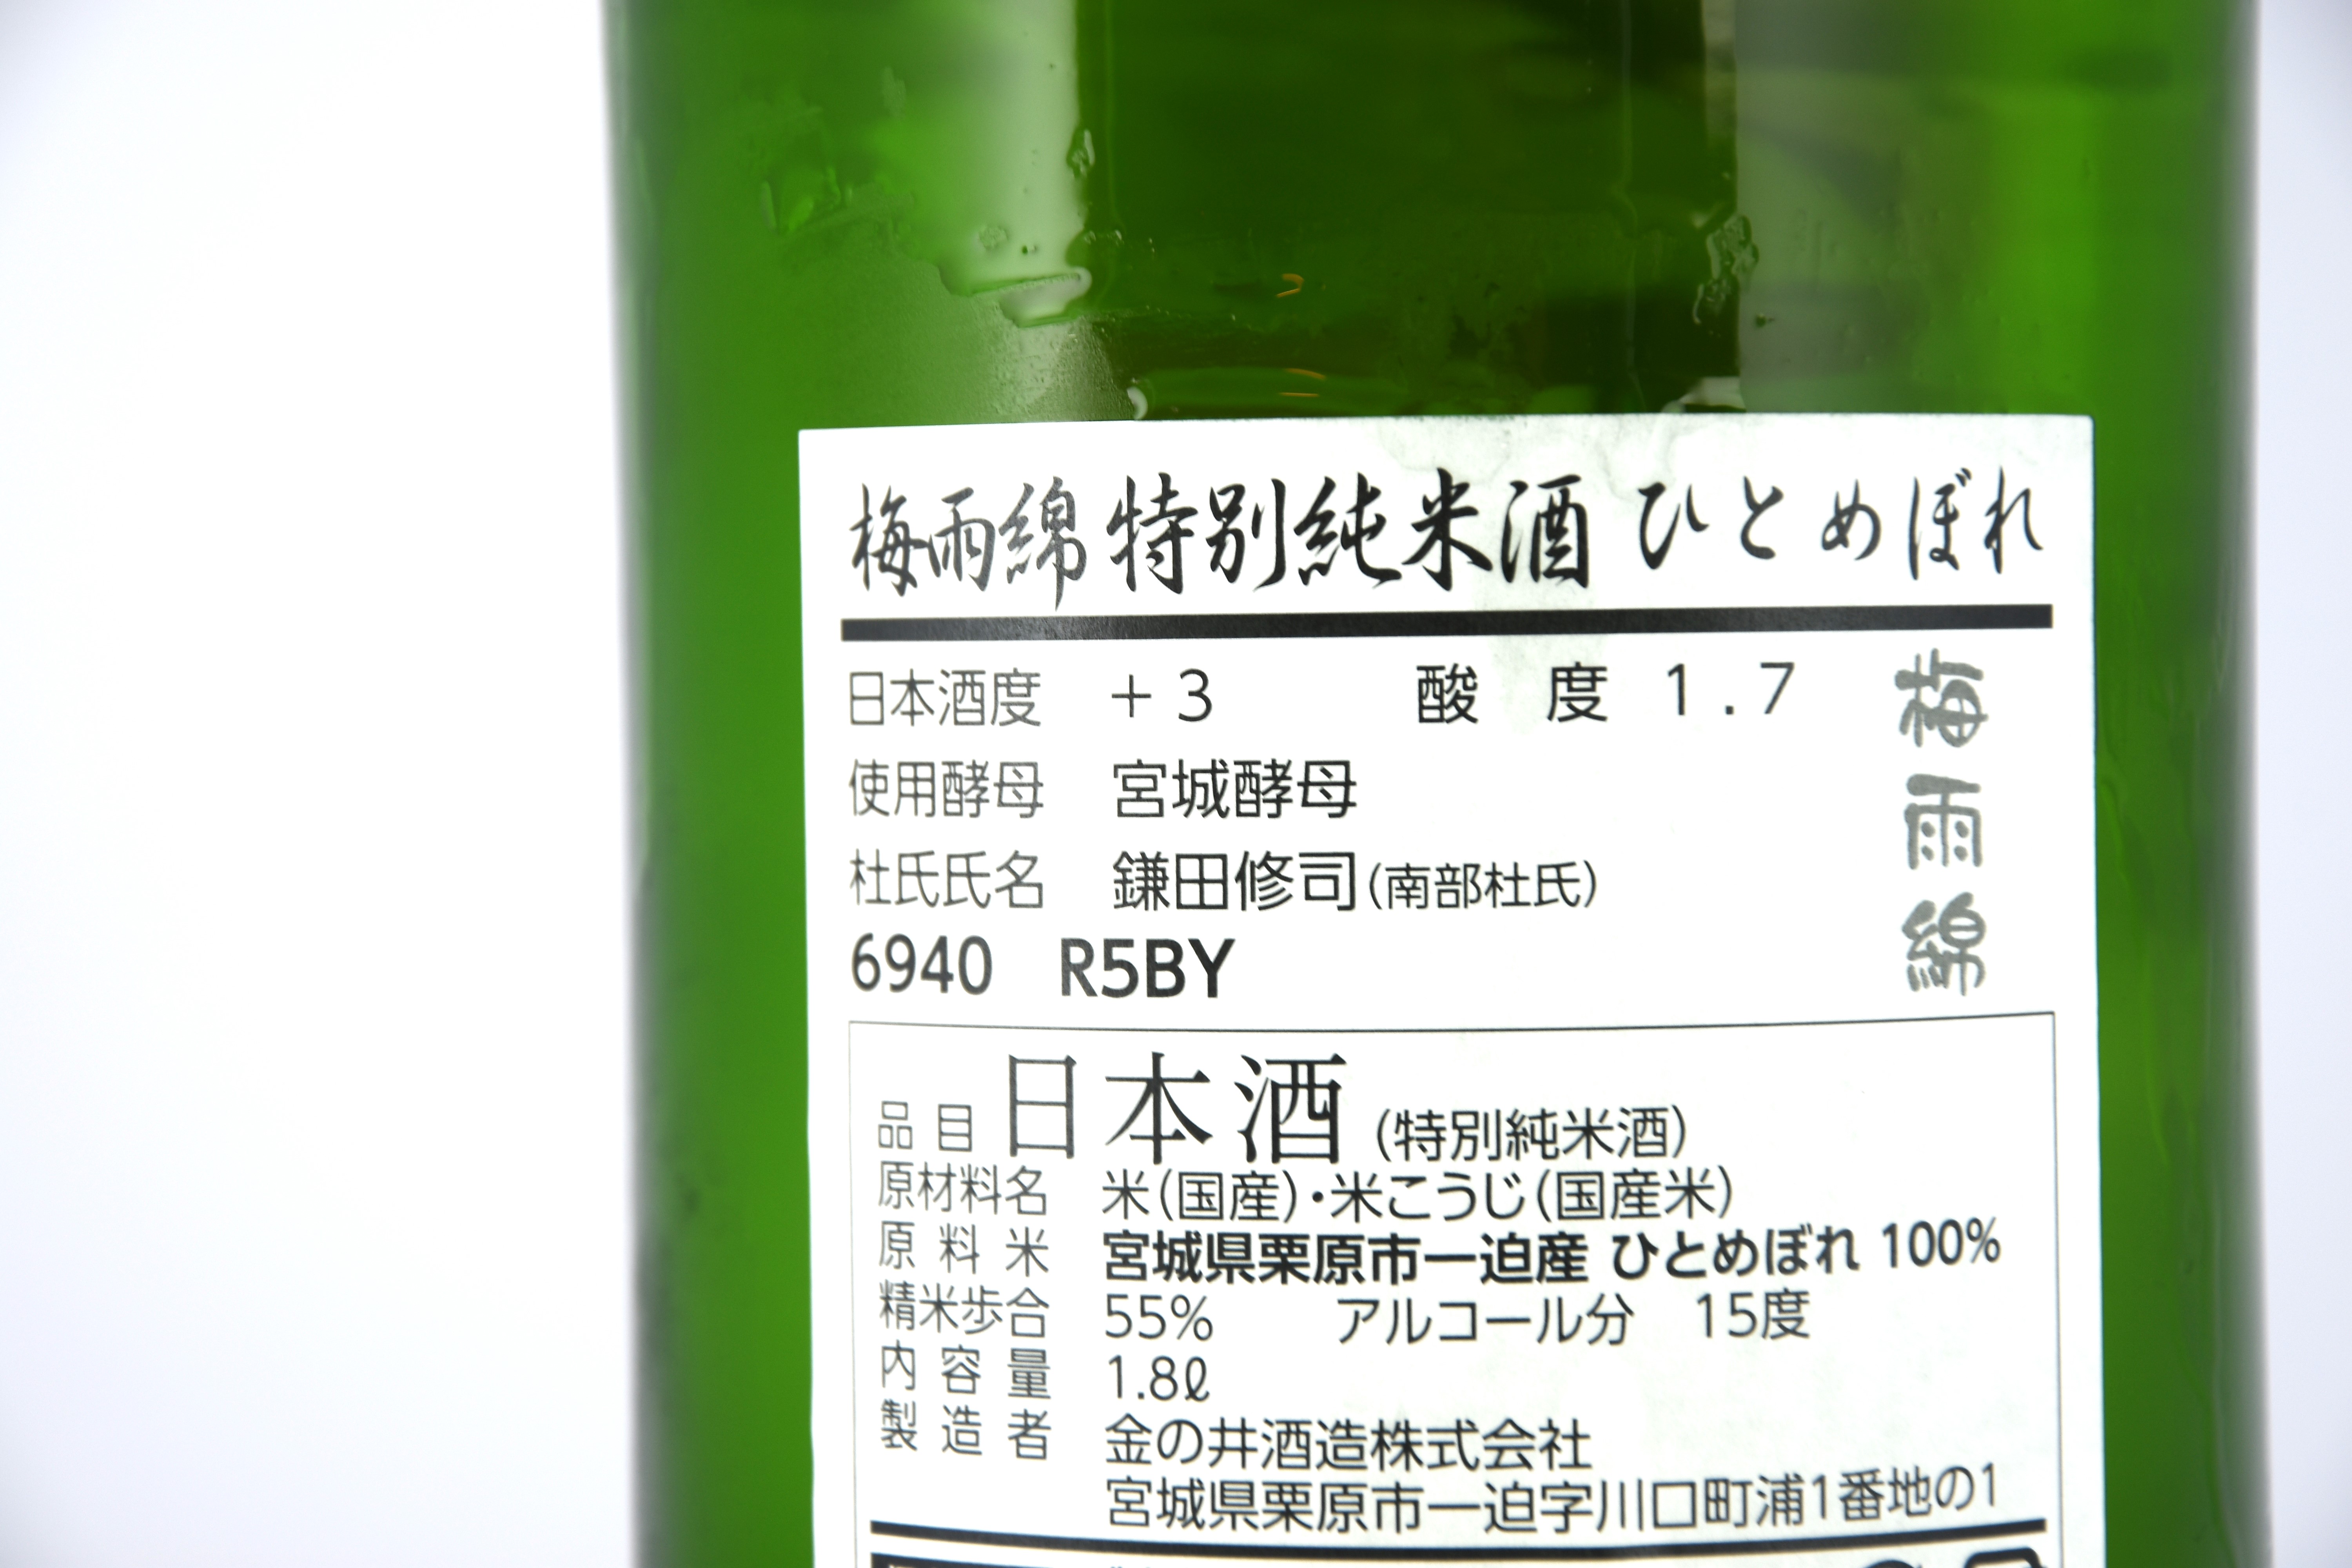 梅雨綿 特別純米酒 ひとめぼれ
日本酒度 +3 酸度 1.7
使用酵母 宮城酵母
杜氏氏名 鎌田修司(南部杜氏)
6940 R5BY
梅雨綿
品目 日本酒(特別純米酒)
原材料名 米(国産)・米こうじ(国産米)
原料米 宮城県栗原市一迫産 ひとめぼれ 100%
精米歩合 55% アルコール分 15度
内容量 1.8ℓ
製造者 金の井酒造株式会社
宮城県栗原市一迫字川口町浦1番地の1